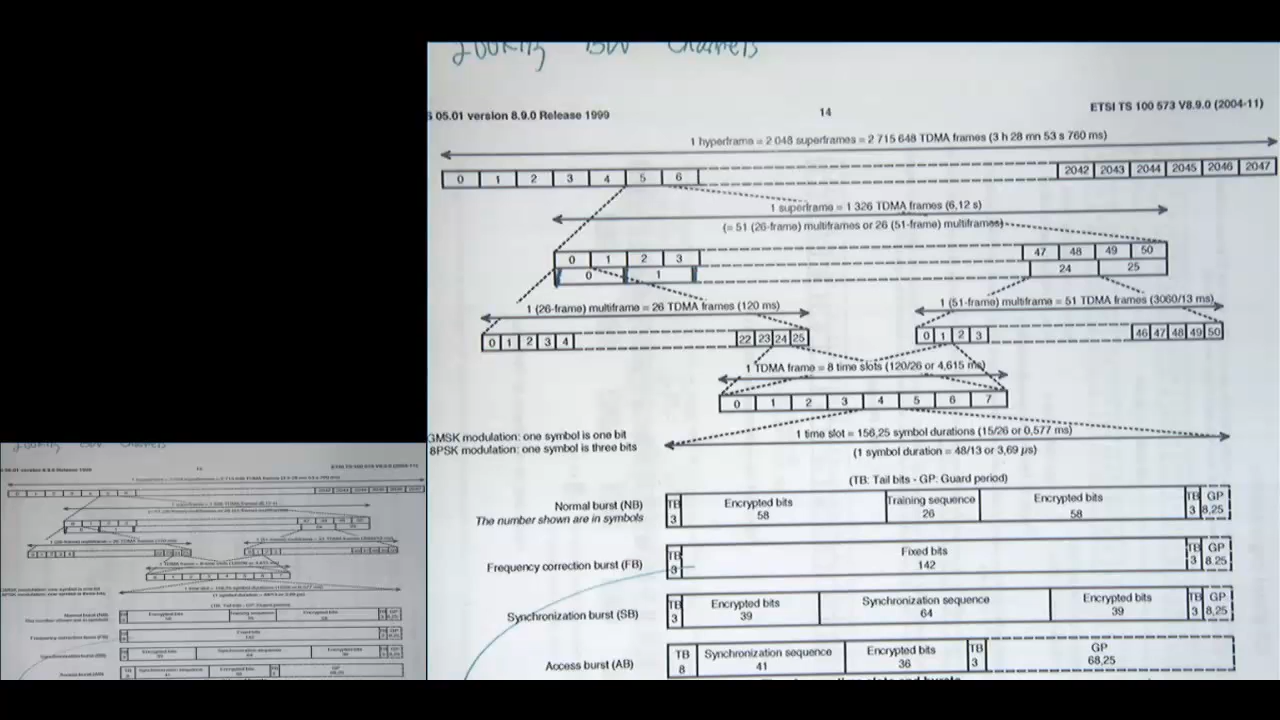 200KHz BW Channels
S 05.01 version 8.9.0 Release 1999 14 ETSI TS 100 573 V8.9.0 (2004-11)
1 hyperframe = 2 048 superframes = 2 715 648 TDMA frames (3 h 28 mn 53 s 760 ms)
0 1 2 3 4 5 6 2042 2043 2044 2045 2046 2047
1 superframe = 1 326 TDMA frames (6,12 s)
(= 51 (26-frame) multiframes or 26 (51-frame) multiframes)
0 1 2 3 47 48 49 50
0 1 24 25
1 (26-frame) multiframe = 26 TDMA frames (120 ms) 1 (51-frame) multiframe = 51 TDMA frames (3060/13 ms)
0 1 2 3 4 22 23 24 25 0 1 2 3 46 47 48 49 50
1 TDMA frame = 8 time slots (120/26 or 4,615 ms)
0 1 2 3 4 5 6 7
GMSK modulation: one symbol is one bit 1 time slot = 156,25 symbol durations (15/26 or 0,577 ms)
8PSK modulation: one symbol is three bits (1 symbol duration = 48/13 or 3,69 µs)
(TB: Tail bits - GP: Guard period)
Normal burst (NB) TB Encrypted bits Training sequence Encrypted bits TB GP
The number shown are in symbols 3 58 26 58 3 8,25
Frequency correction burst (FB) TB Fixed bits TB GP
3 142 3 8,25
Synchronization burst (SB) TB Encrypted bits Synchronization sequence Encrypted bits TB GP
3 39 64 39 3 8,25
Access burst (AB) TB Synchronization sequence Encrypted bits TB GP
8 41 36 3 68,25